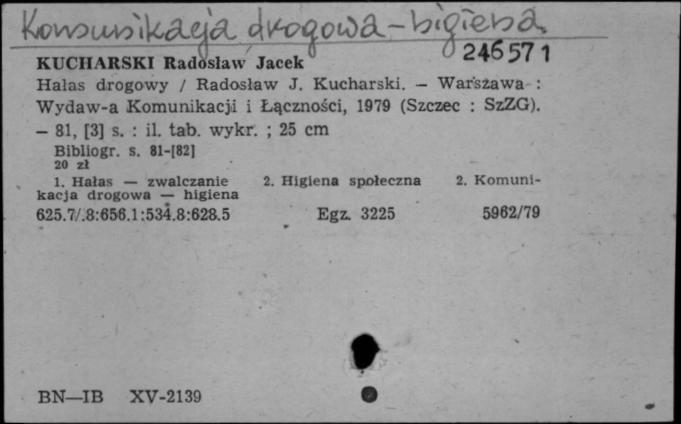 Komunikacja drogowa - higiena
246571
KUCHARSKI Radosław Jacek
Hałas drogowy / Radosław J. Kucharski. — Warszawa :
Wydaw-a Komunikacji i Łączności, 1979 (Szczec : SzZG).
— 81, [3] s. : il. tab. wykr. ; 25 cm
Bibliogr. s. 81-[82]
20 zł
1. Hałas — zwalczanie 2. Higiena społeczna 2. Komuni-
kacja drogowa — higiena
625.7/.8:656.1:534.8:628.5 Egz. 3225 5962/79
BN—IB XV-2139